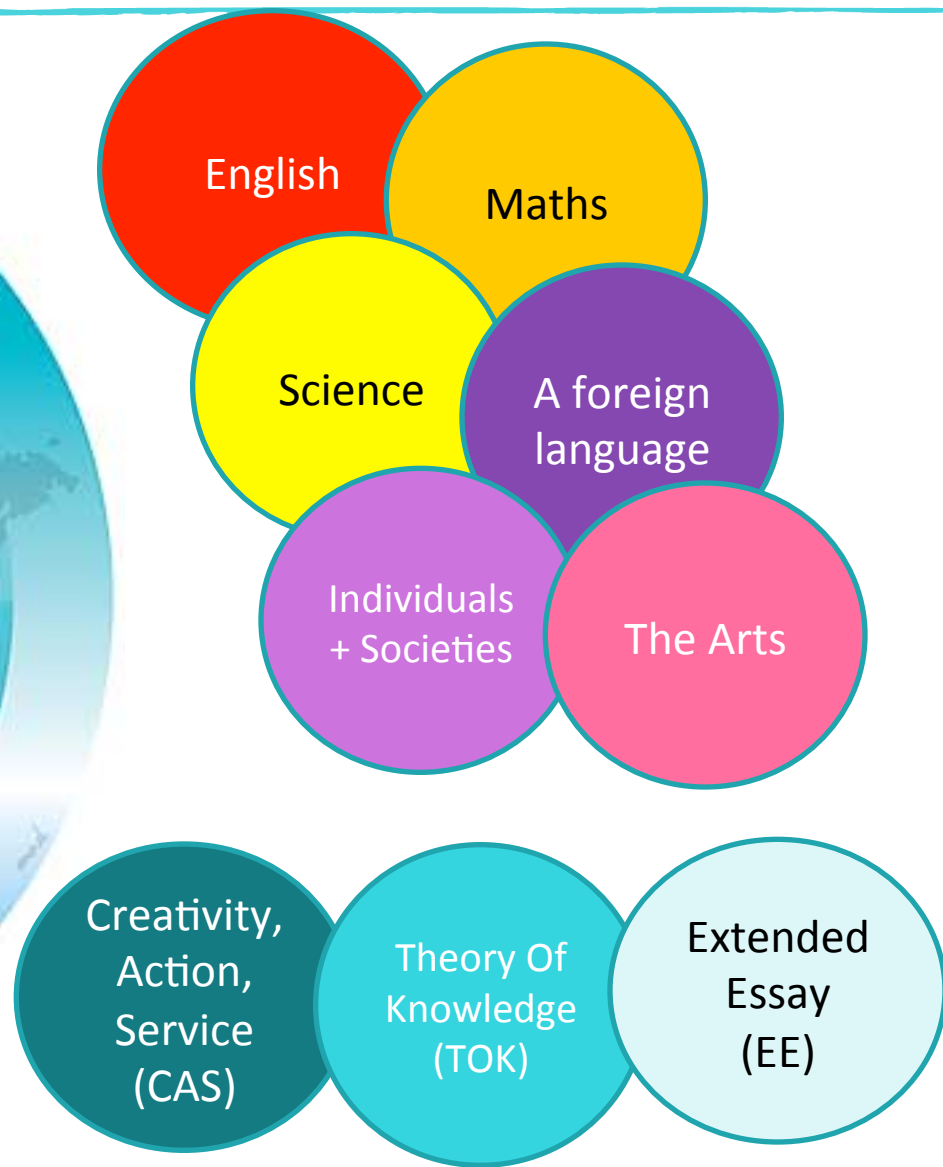 English
Maths
Science
A foreign
language
Individuals
+ Societies
The Arts
Creativity,
Action,
Service
(CAS)
Theory Of
Knowledge
(TOK)
Extended
Essay
(EE)